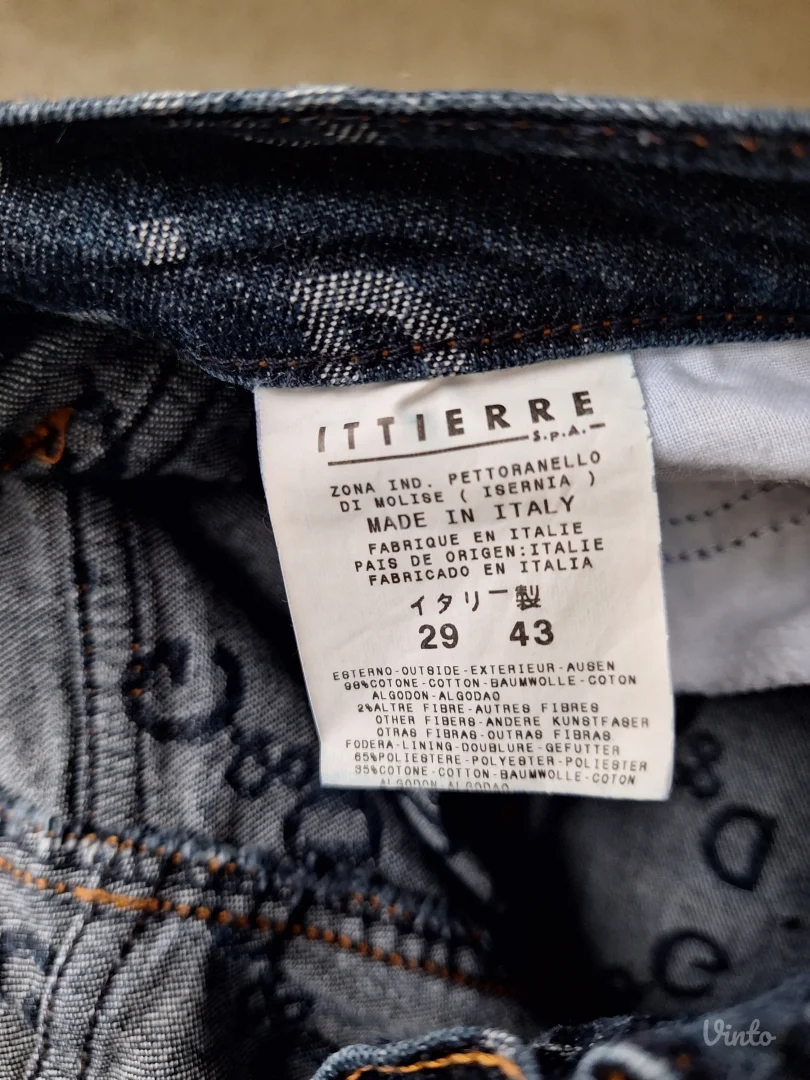 ITTIERRE
S.p.A.
ZONA IND. PETTORANELLO
DI MOLISE ( ISERNIA )
MADE IN ITALY
FABRIQUE EN ITALIE
PAIS DE ORIGEN:ITALIE
FABRICADO EN ITALIA
イタリー製
29 43
ESTERNO-OUTSIDE-EXTERIEUR-AUSEN
98%COTONE-COTTON-BAUMWOLLE-COTON
ALGODON-ALGODAO
2%ALTRE FIBRE-AUTRES FIBRES
OTHER FIBERS-ANDERE KUNSTFASER
OTRAS FIBRAS-OUTRAS FIBRAS
FODERA-LINING-DOUBLURE-GEFUTTER
65%POLIESTERE-POLYESTER-POLIESTER
35%COTONE-COTTON-BAUMWOLLE-COTON
ALGODON-ALGODAO
Vinto